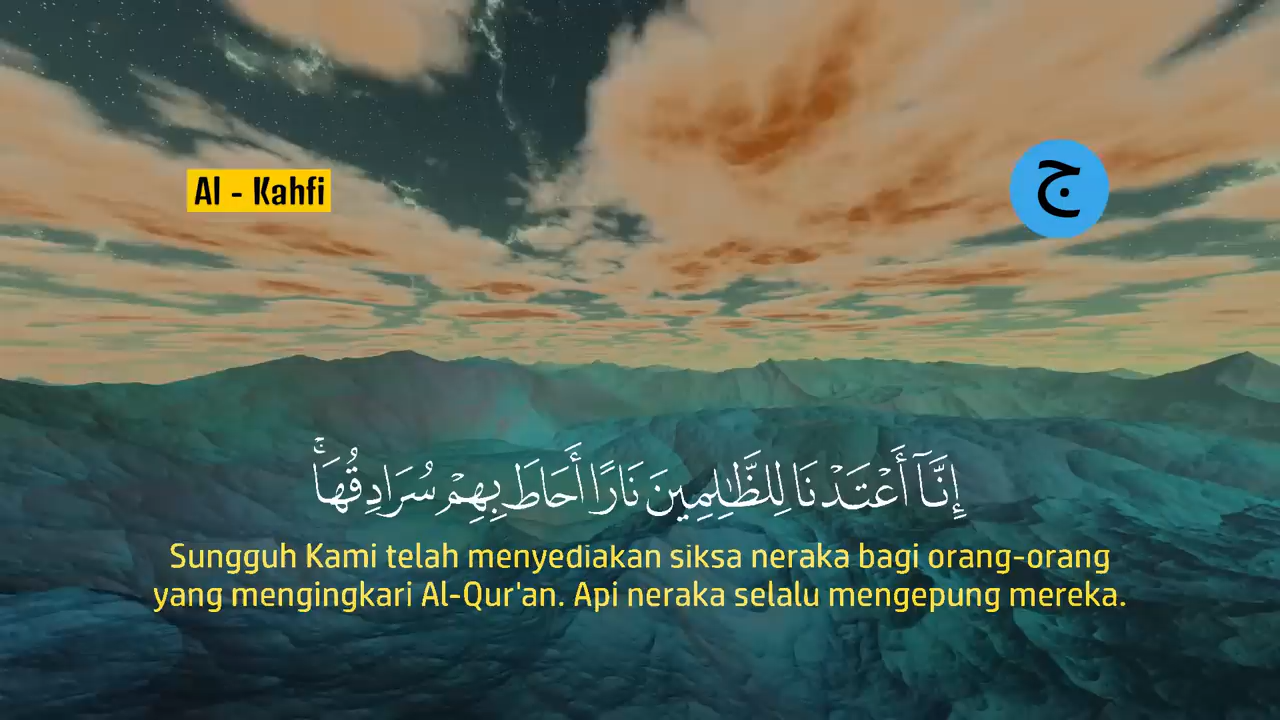 Al - Kahfi
ج
إِنَّآ أَعْتَدْنَا لِلظَّـٰلِمِينَ نَارًا أَحَاطَ بِهِمْ سُرَادِقُهَا ۚ
Sungguh Kami telah menyediakan siksa neraka bagi orang-orang
yang mengingkari Al-Qur'an. Api neraka selalu mengepung mereka.